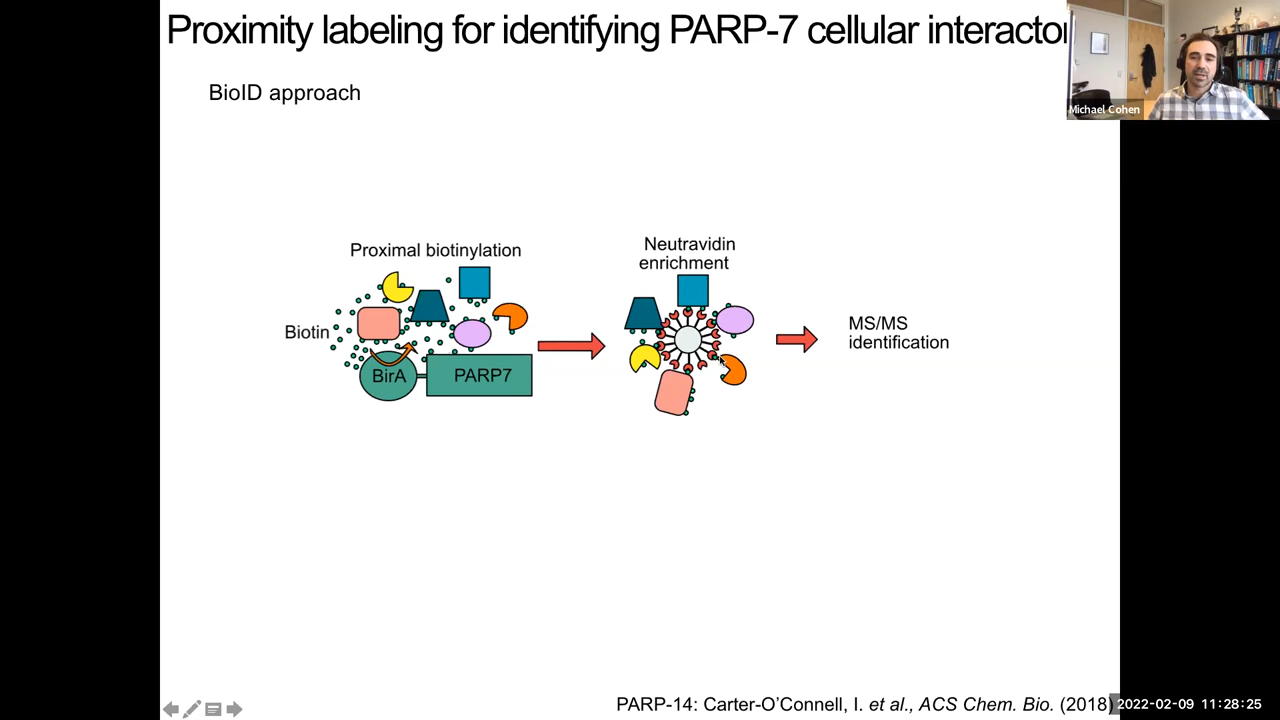 Proximity labeling for identifying PARP-7 cellular interacto
Michael Cohen
BioID approach
Proximal biotinylation
Neutravidin
enrichment
Biotin
BirA
PARP7
MS/MS
identification
PARP-14: Carter-O'Connell, I. et al., ACS Chem. Bio. (2018)
2022-02-09 11:28:25